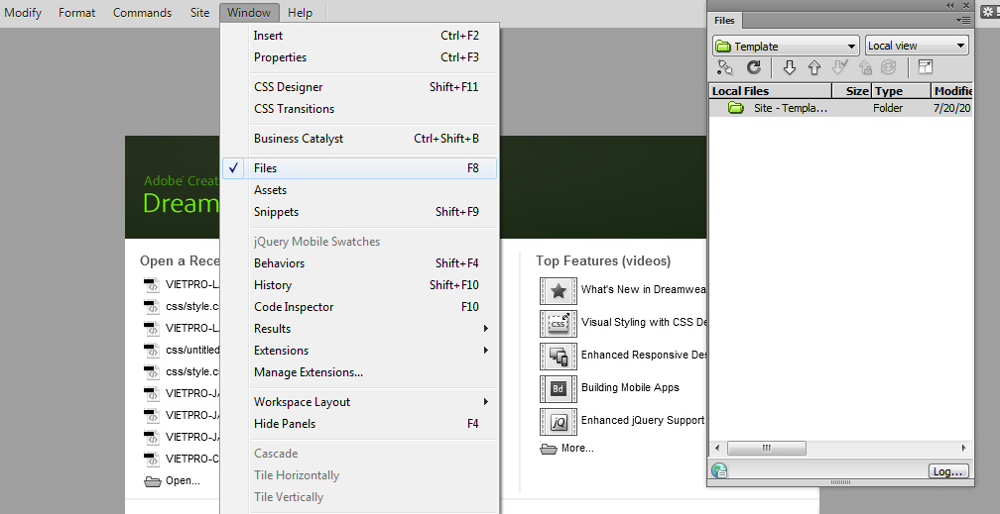 Modify Format Commands Site Window Help
Insert Ctrl+F2
Properties Ctrl+F3
CSS Designer Shift+F11
CSS Transitions
Business Catalyst Ctrl+Shift+B
Files F8
Assets
Snippets Shift+F9
jQuery Mobile Swatches
Behaviors Shift+F4
History Shift+F10
Code Inspector F10
Results
Extensions
Manage Extensions...
Workspace Layout
Hide Panels F4
Cascade
Tile Horizontally
Tile Vertically
Adobe Creat
Dream
Open a Rece
VIETPRO-L
css/style.c
VIETPRO-L
css/untitled
css/style.c
VIETPRO-J
VIETPRO-J
VIETPRO-J
VIETPRO-C
Open...
Top Features (videos)
What's New in Dreamwea
Visual Styling with CSS De
Enhanced Responsive Des
Building Mobile Apps
Enhanced jQuery Support
More...
CSS
Bd
jQ
Files
Template Local view
Local Files Size Type Modifie
Site - Templa... Folder 7/20/20
Log...